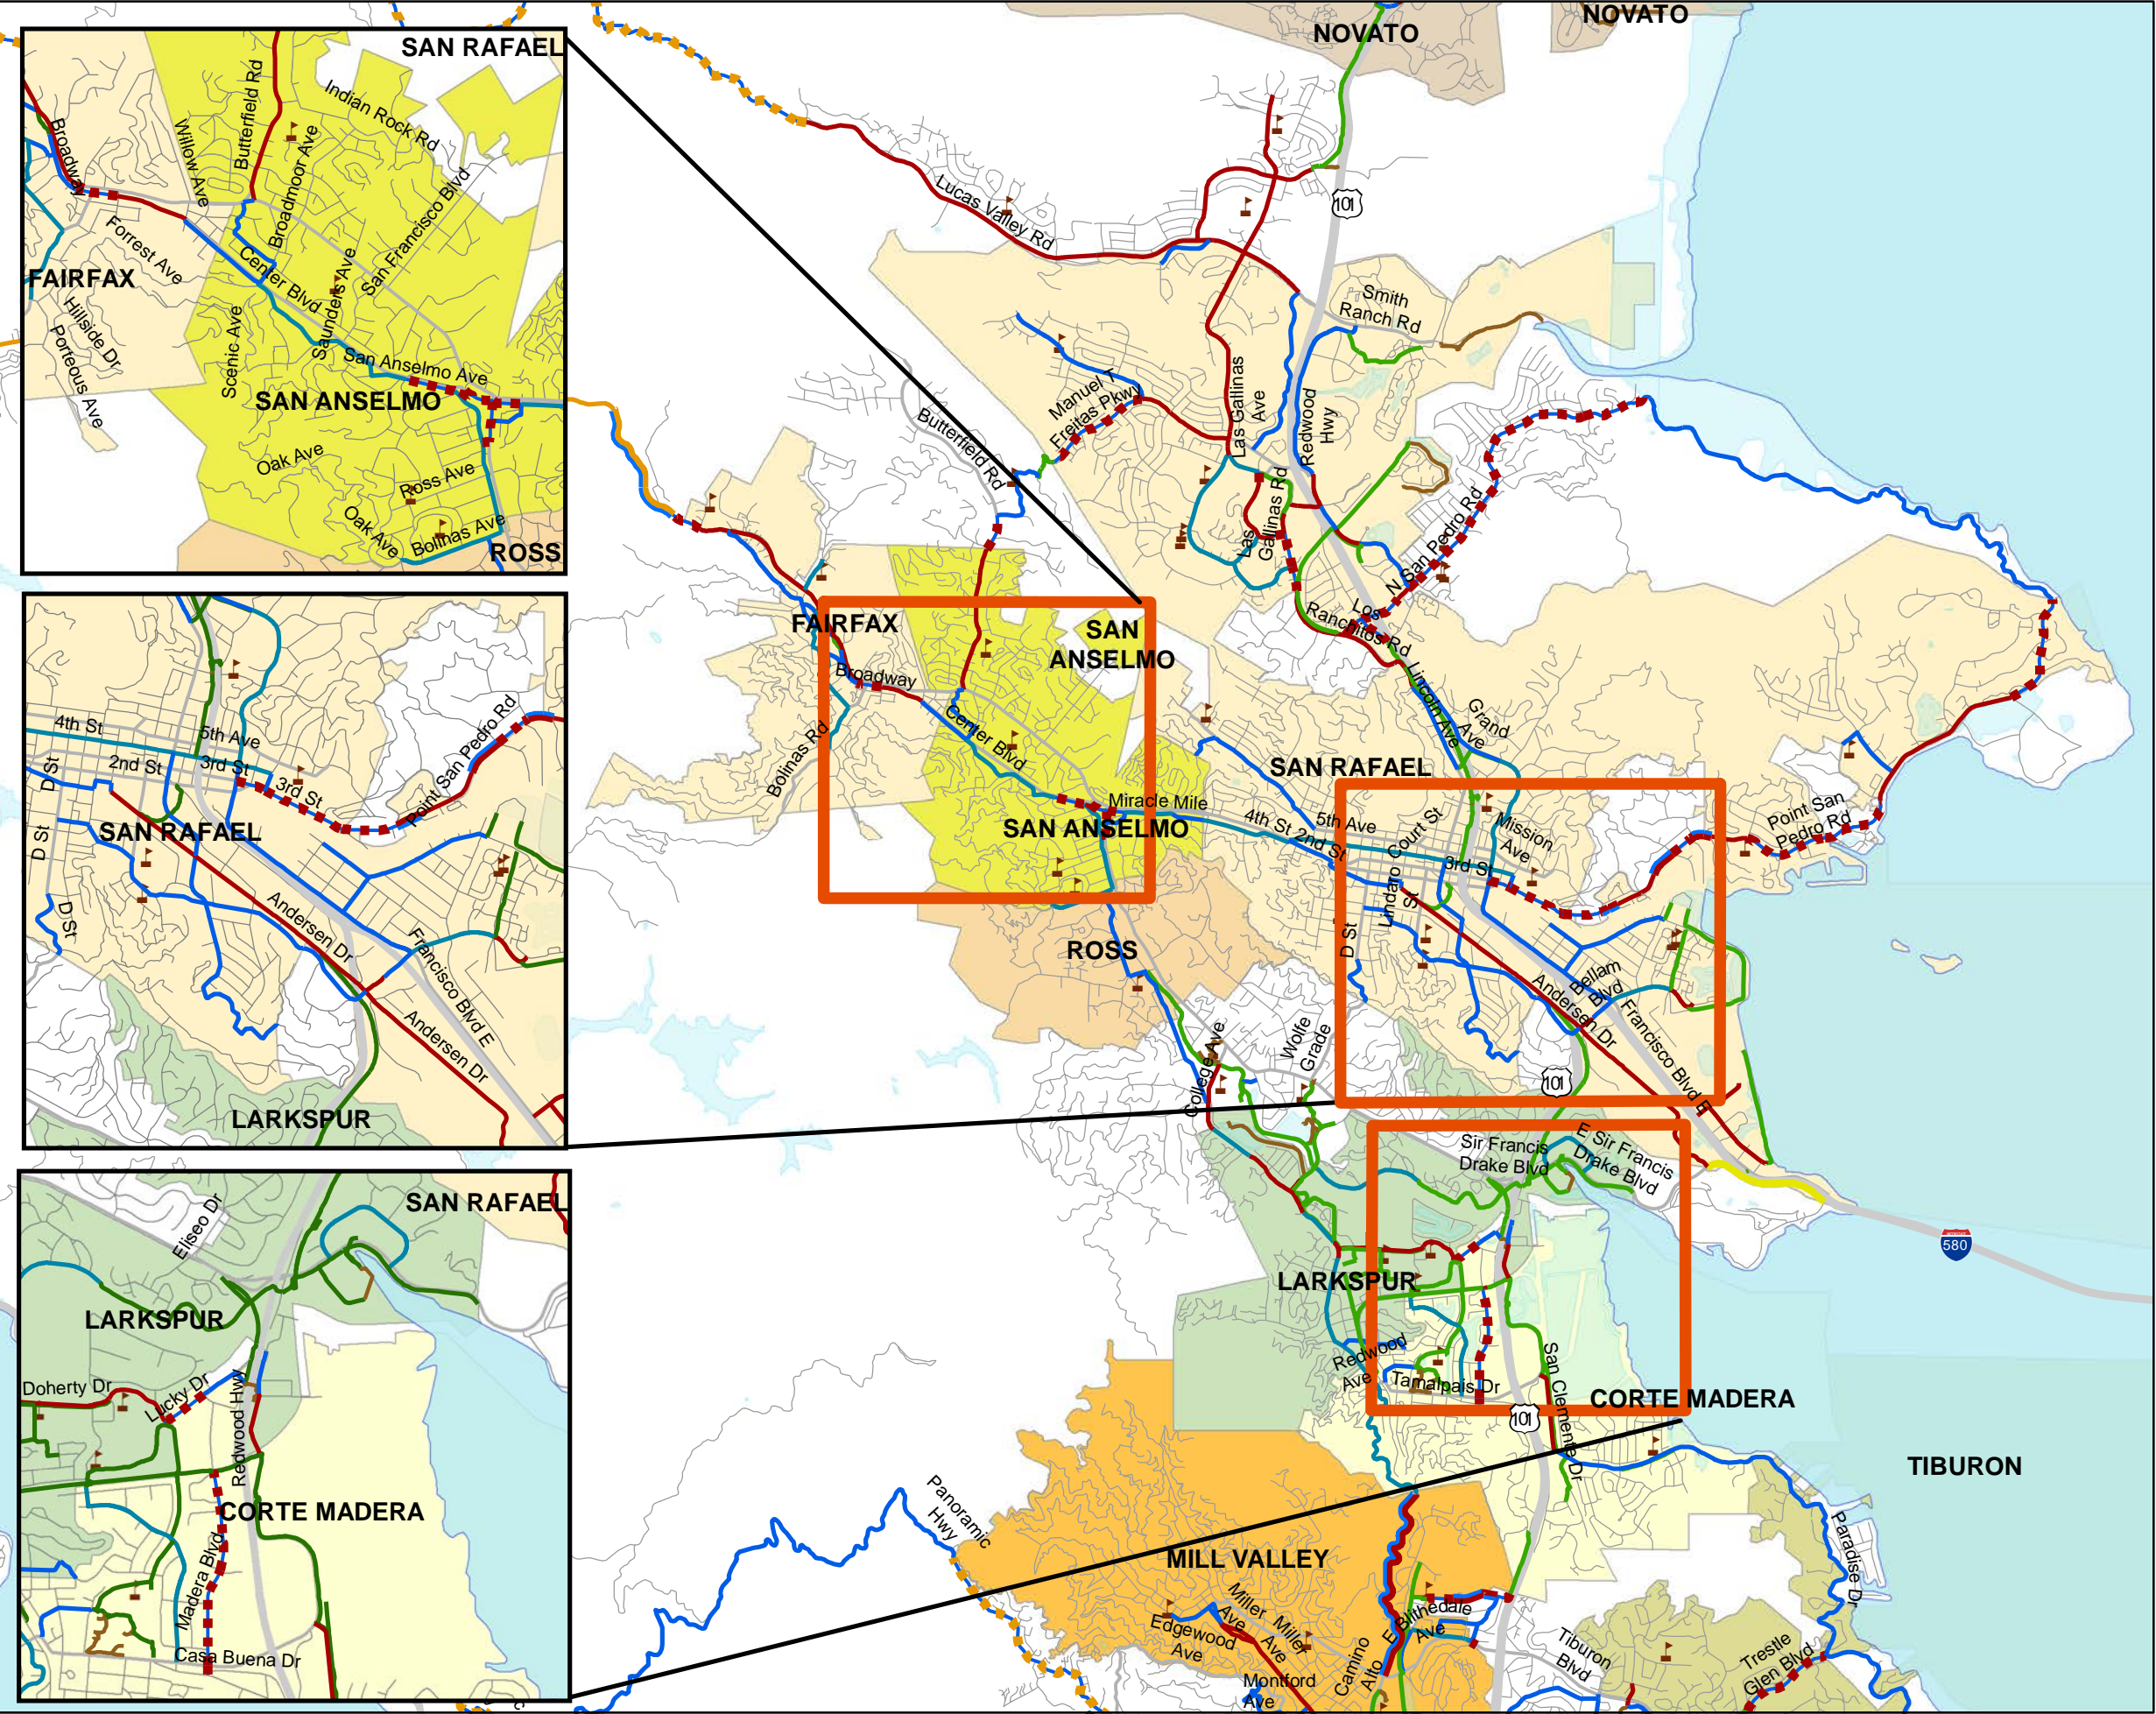 SAN RAFAEL
Butterfield Rd
Indian Rock Rd
Broadway
Willow Ave
Broadmoor Ave
San Francisco Blvd
Forrest Ave
Center Blvd
FAIRFAX
Hillside Dr
Porteous Ave
Scenic Ave
Saunders Ave
San Anselmo Ave
SAN ANSELMO
Oak Ave
Ross Ave
Oak Ave
Bolinas Ave
ROSS
4th St
5th Ave
2nd St
3rd St
3rd St
Point San Pedro Rd
D St
D St
SAN RAFAEL
D St
Andersen Dr
Francisco Blvd E
Andersen Dr
LARKSPUR
SAN RAFAEL
Eliseo Dr
LARKSPUR
Doherty Dr
Lucky Dr
Redwood Hwy
CORTE MADERA
Madera Blvd
Casa Buena Dr
NOVATO
NOVATO
101
Lucas Valley Rd
Smith
Ranch Rd
Manuel T
Freitas Pkwy
Las Gallinas
Ave
Redwood
Hwy
Butterfield Rd
Las
Gallinas Rd
N San Pedro Rd
Los
Ranchitos Rd
Lincoln Ave
Grand
Ave
FAIRFAX
SAN
ANSELMO
Broadway
Center Blvd
Bolinas Rd
SAN RAFAEL
Miracle Mile
SAN ANSELMO
4th St
2nd St
5th Ave
Court St
Mission
Ave
3rd St
Lindaro
St
D St
Point San
Pedro Rd
Bellam
Blvd
Andersen Dr
Francisco Blvd E
ROSS
College Ave
Wolfe
Grade
101
Sir Francis
Drake Blvd
E Sir Francis
Drake Blvd
580
LARKSPUR
Redwood
Ave
Tamalpais Dr
San Clemente Dr
101
CORTE MADERA
TIBURON
Panoramic
Hwy
MILL VALLEY
Miller
Ave
Miller
Ave
Edgewood
Ave
Montford
Ave
Camino
Alto
E Blithedale
Ave
Tiburon
Blvd
Trestle
Glen Blvd
Paradise Dr